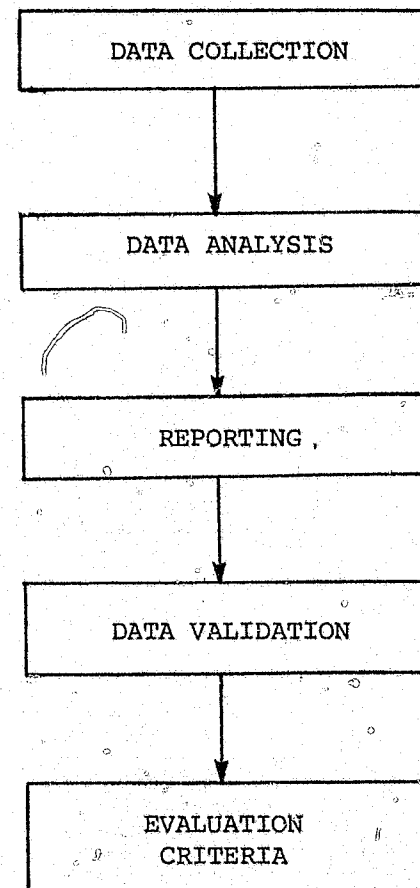 DATA COLLECTION
DATA ANALYSIS
REPORTING
DATA VALIDATION
EVALUATION
CRITERIA